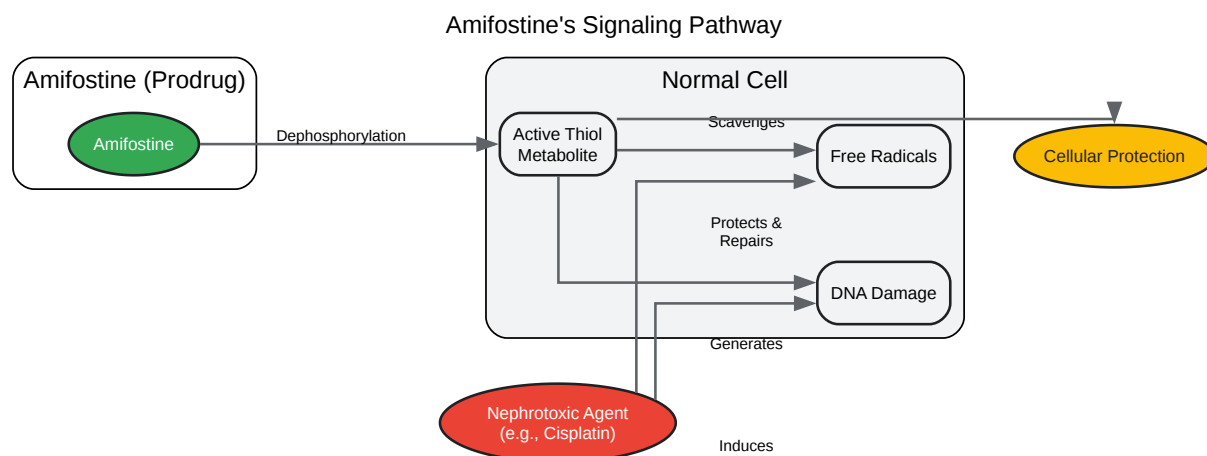 Amifostine's Signaling Pathway
Amifostine (Prodrug)
Normal Cell
Amifostine
Dephosphorylation
Active Thiol
Metabolite
Scavenges
Free Radicals
Cellular Protection
Protects &
Repairs
DNA Damage
Generates
Nephrotoxic Agent
(e.g., Cisplatin)
Induces